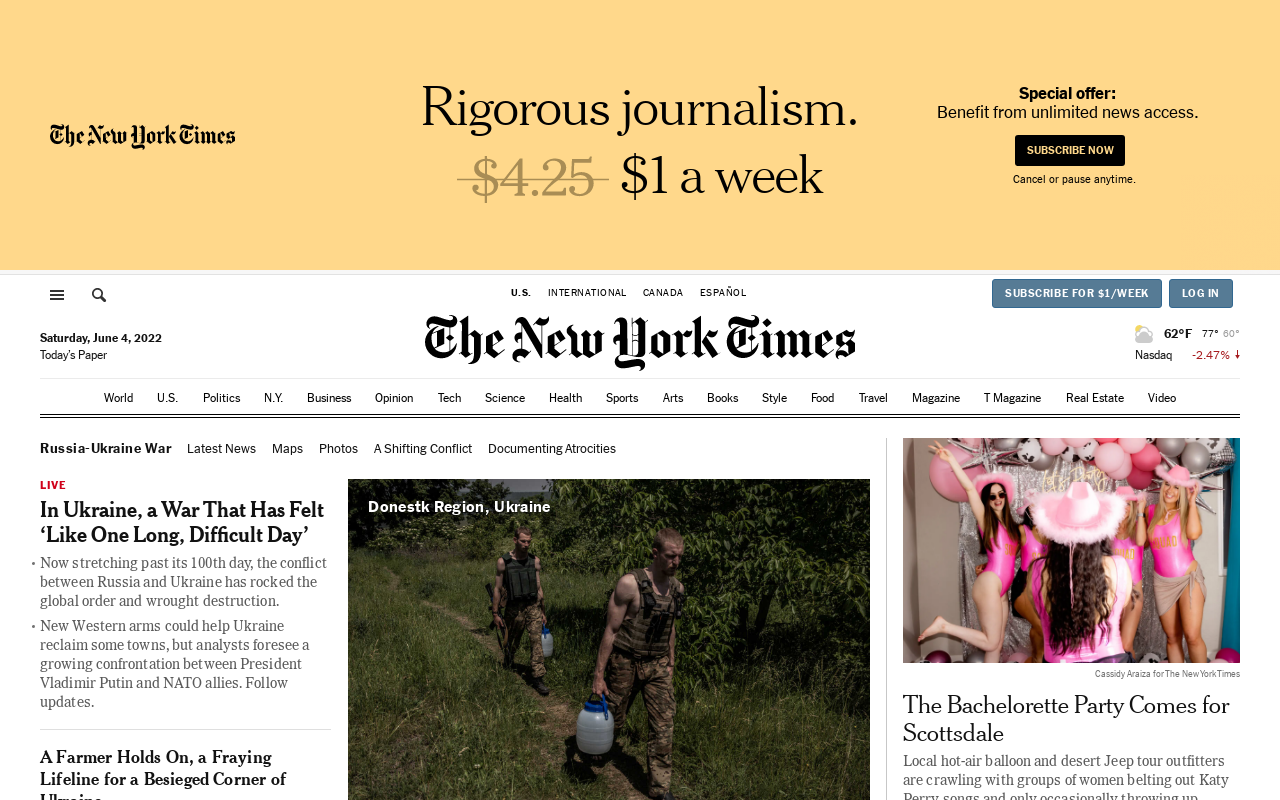 The New York Times
Rigorous journalism.
$4.25 $1 a week
Special offer:
Benefit from unlimited news access.
SUBSCRIBE NOW
Cancel or pause anytime.
U.S. INTERNATIONAL CANADA ESPAÑOL
SUBSCRIBE FOR $1/WEEK LOG IN
Saturday, June 4, 2022
Today's Paper
The New York Times
62°F 77° 60°
Nasdaq -2.47%
World U.S. Politics N.Y. Business Opinion Tech Science Health Sports Arts Books Style Food Travel Magazine T Magazine Real Estate Video
Russia-Ukraine War Latest News Maps Photos A Shifting Conflict Documenting Atrocities
LIVE
In Ukraine, a War That Has Felt
‘Like One Long, Difficult Day’
Now stretching past its 100th day, the conflict
between Russia and Ukraine has rocked the
global order and wrought destruction.
New Western arms could help Ukraine
reclaim some towns, but analysts foresee a
growing confrontation between President
Vladimir Putin and NATO allies. Follow
updates.
A Farmer Holds On, a Fraying
Lifeline for a Besieged Corner of
Ukraine
Donestk Region, Ukraine
Cassidy Araiza for The New York Times
The Bachelorette Party Comes for
Scottsdale
Local hot-air balloon and desert Jeep tour outfitters
are crawling with groups of women belting out Katy
Perry songs and only occasionally throwing up